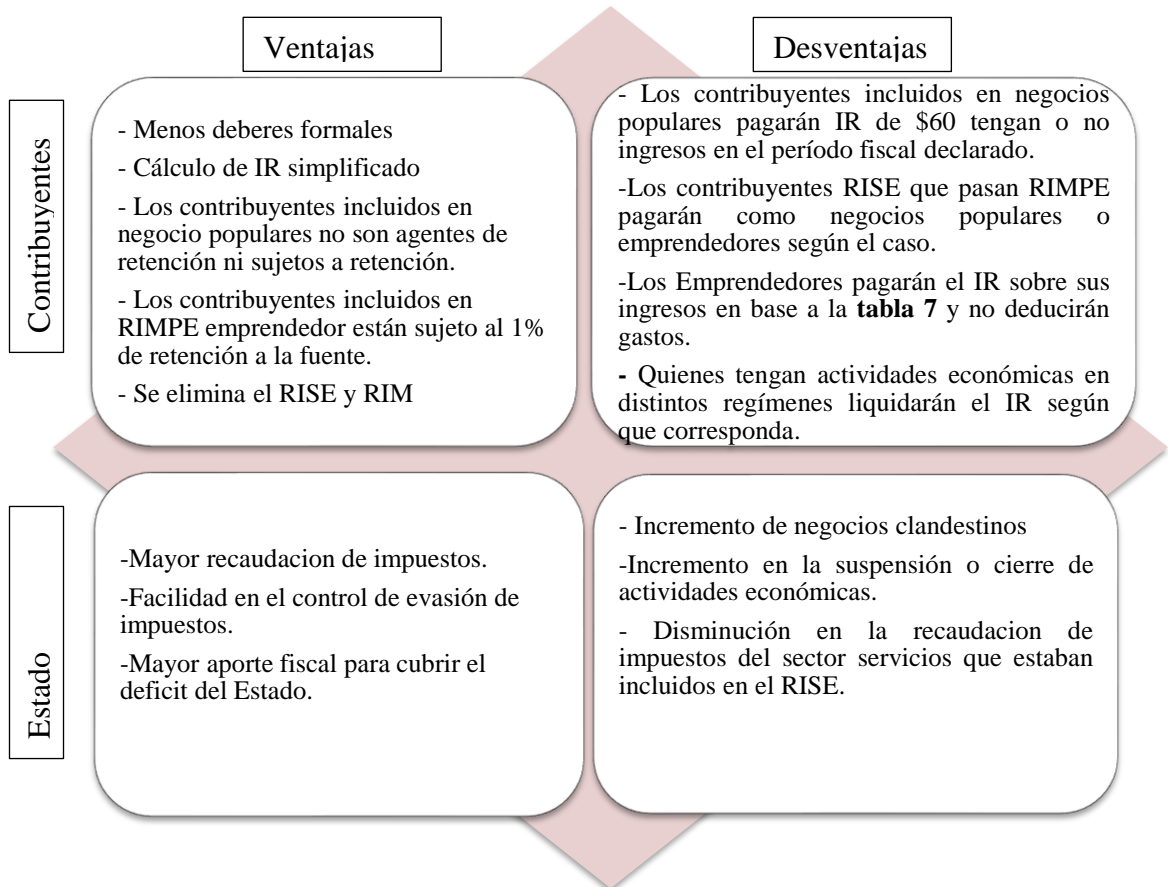 Ventajas
Desventajas
Contribuyentes
- Menos deberes formales
- Cálculo de IR simplificado
- Los contribuyentes incluidos en
negocio populares no son agentes de
retención ni sujetos a retención.
- Los contribuyentes incluidos en
RIMPE emprendedor están sujeto al 1%
de retención a la fuente.
- Se elimina el RISE y RIM
- Los contribuyentes incluidos en negocios
populares pagarán IR de $60 tengan o no
ingresos en el período fiscal declarado.
-Los contribuyentes RISE que pasan RIMPE
pagarán como negocios populares o
emprendedores según el caso.
-Los Emprendedores pagarán el IR sobre sus
ingresos en base a la tabla 7 y no deducirán
gastos.
- Quienes tengan actividades económicas en
distintos regímenes liquidarán el IR según
que corresponda.
Estado
-Mayor recaudacion de impuestos.
-Facilidad en el control de evasión de
impuestos.
-Mayor aporte fiscal para cubrir el
deficit del Estado.
- Incremento de negocios clandestinos
-Incremento en la suspensión o cierre de
actividades económicas.
- Disminución en la recaudacion de
impuestos del sector servicios que estaban
incluidos en el RISE.